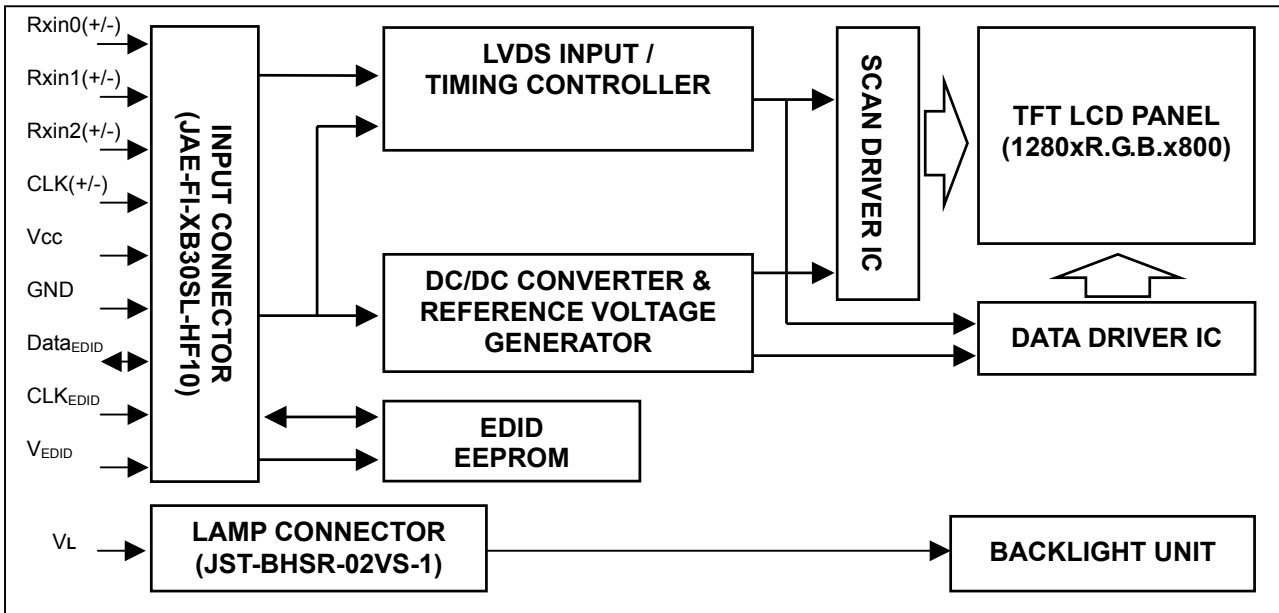 Rxin0(+/-)
Rxin1(+/-)
Rxin2(+/-)
CLK(+/-)
Vcc
GND
DataEDID
CLKEDID
VEDID
INPUT CONNECTOR
(JAE-FI-XB30SL-HF10)
LVDS INPUT /
TIMING CONTROLLER
DC/DC CONVERTER &
REFERENCE VOLTAGE
GENERATOR
EDID
EEPROM
SCAN DRIVER IC
TFT LCD PANEL
(1280xR.G.B.x800)
DATA DRIVER IC
VL
LAMP CONNECTOR
(JST-BHSR-02VS-1)
BACKLIGHT UNIT